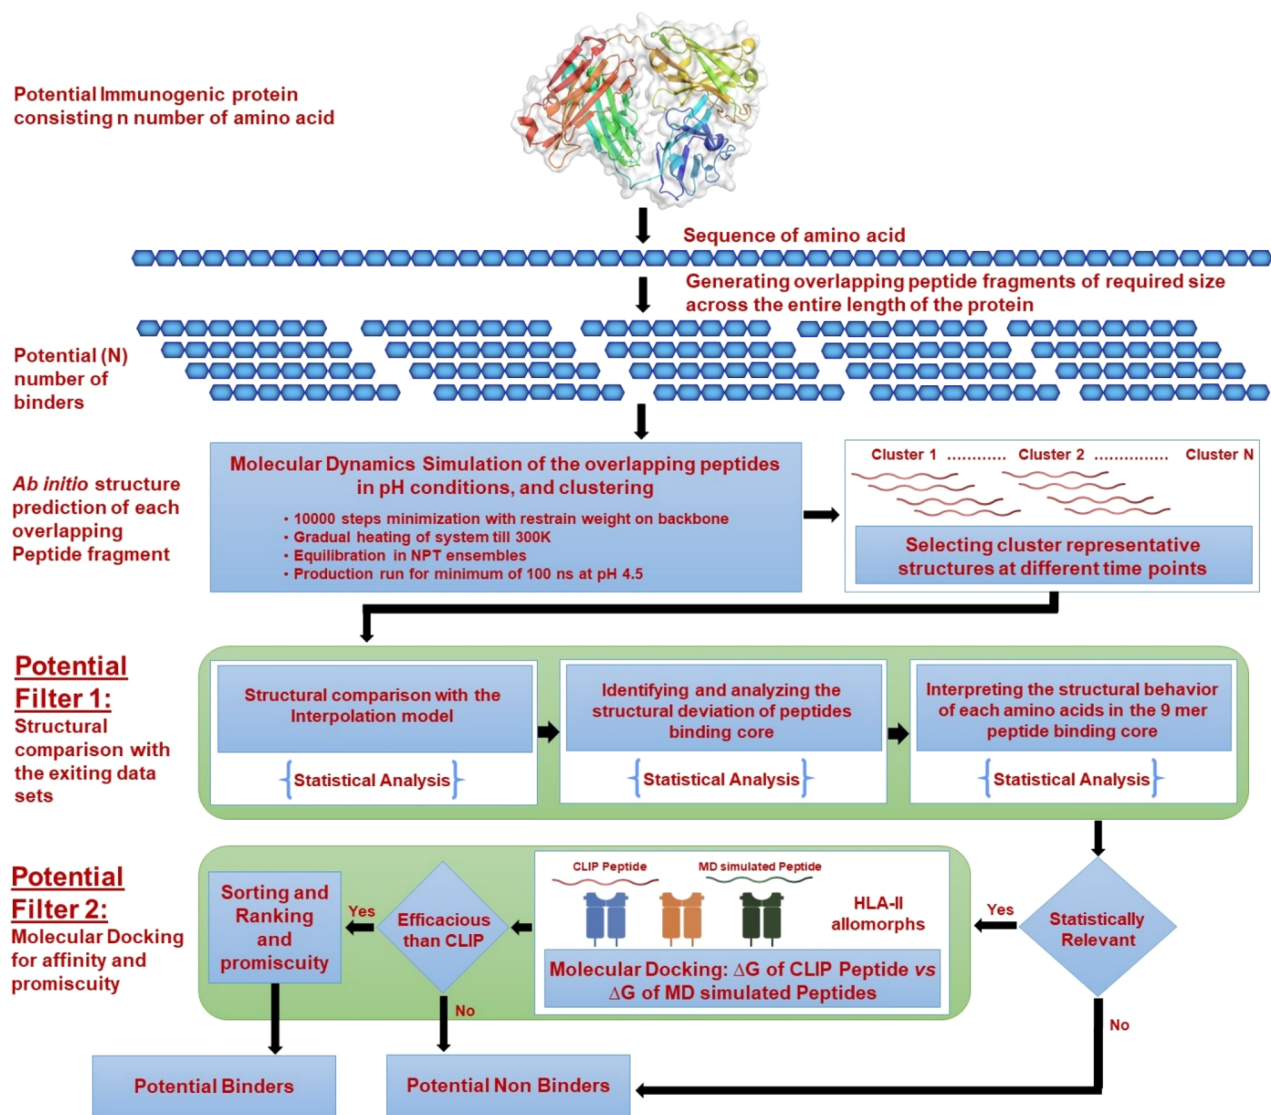 Potential Immunogenic protein
consisting n number of amino acid
Sequence of amino acid
Generating overlapping peptide fragments of required size
across the entire length of the protein
Potential (N)
number of
binders
Ab initio structure
prediction of each
overlapping
Peptide fragment
Molecular Dynamics Simulation of the overlapping peptides
in pH conditions, and clustering
• 10000 steps minimization with restrain weight on backbone
• Gradual heating of system till 300K
• Equilibration in NPT ensembles
• Production run for minimum of 100 ns at pH 4.5
Cluster 1 ............ Cluster 2 ............... Cluster N
Selecting cluster representative
structures at different time points
Potential
Filter 1:
Structural
comparison with
the exiting data
sets
Structural comparison with the
Interpolation model
{Statistical Analysis}
Identifying and analyzing the
structural deviation of peptides
binding core
{Statistical Analysis}
Interpreting the structural behavior
of each amino acids in the 9 mer
peptide binding core
{Statistical Analysis}
Potential
Filter 2:
Molecular Docking
for affinity and
promiscuity
Sorting and
Ranking
and
promiscuity
Yes
Efficacious
than CLIP
No
CLIP Peptide
MD simulated Peptide
HLA-II
allomorphs
Molecular Docking: ΔG of CLIP Peptide vs
ΔG of MD simulated Peptides
Yes
Statistically
Relevant
No
Potential Binders
Potential Non Binders